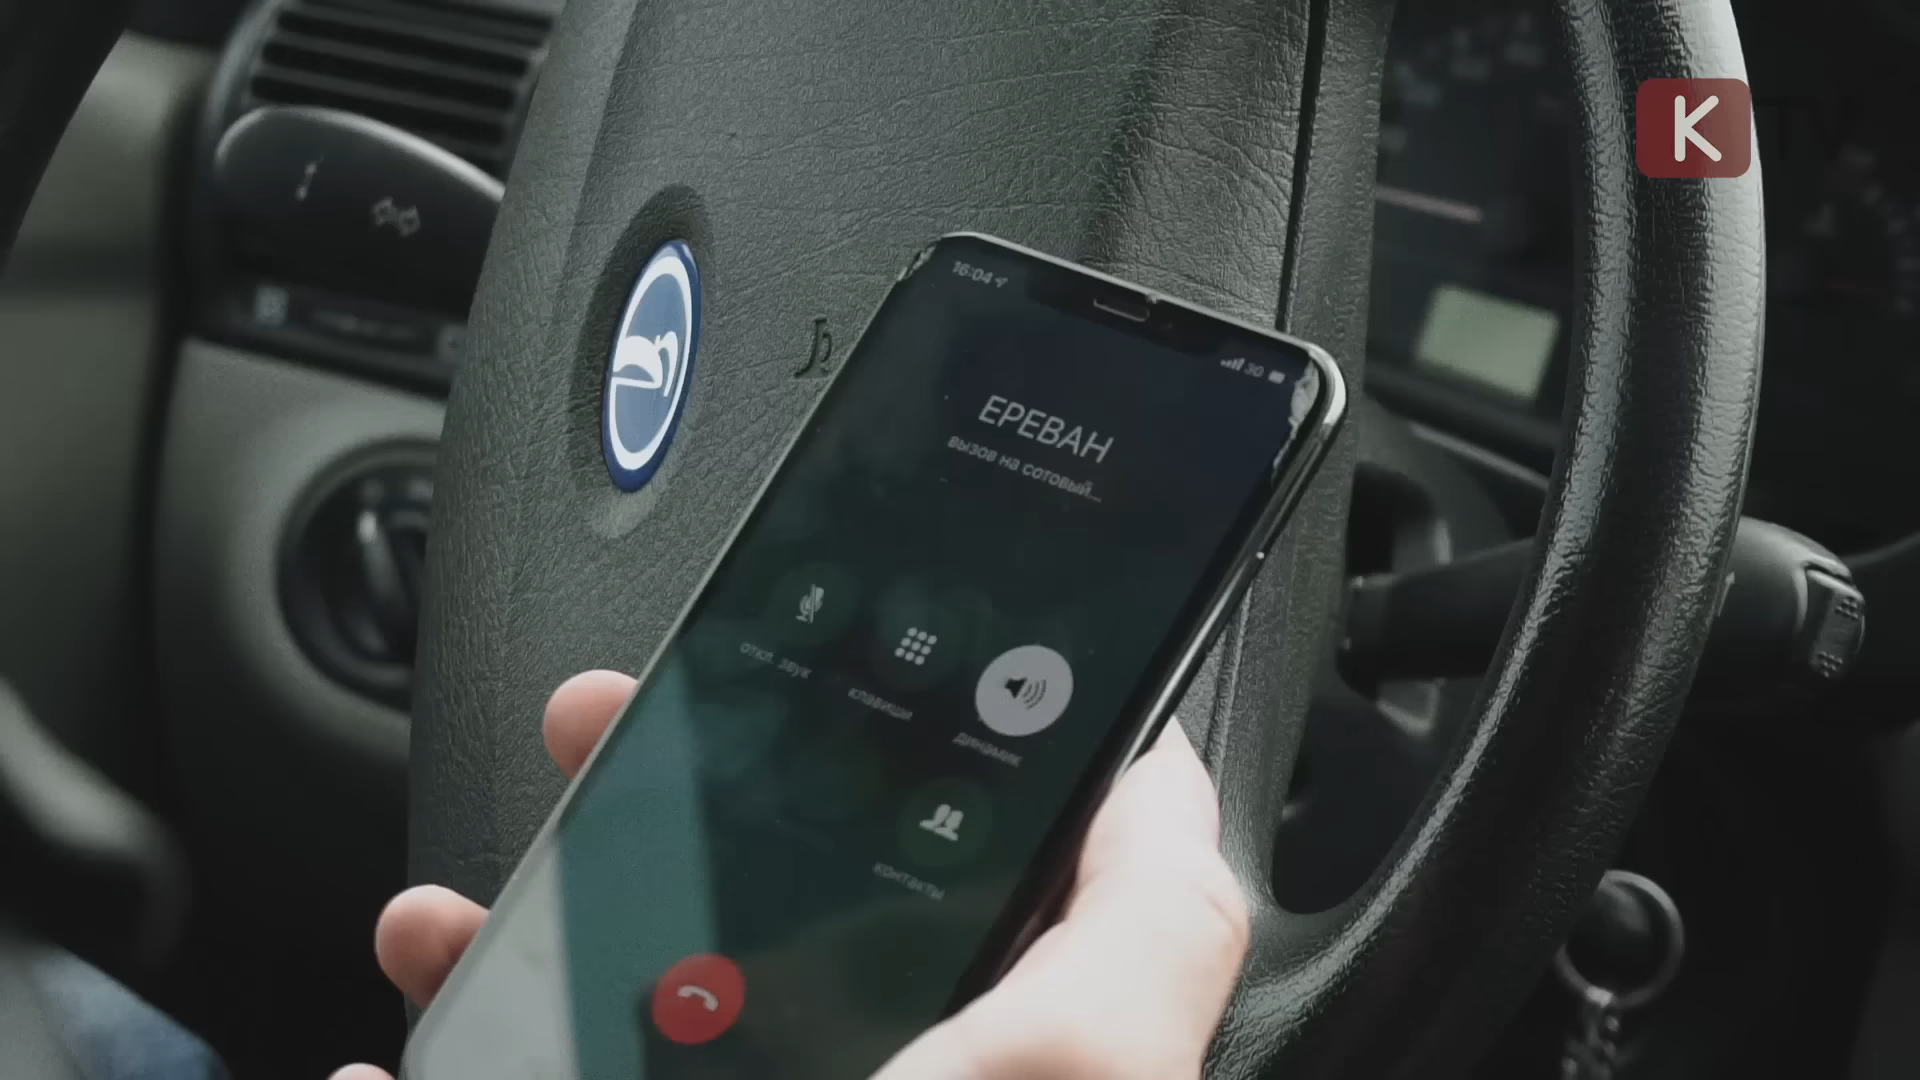 K
16:04
3G
ЕРЕВАН
вызов на сотовый...
откл. звук
клавиши
динамик
контакты